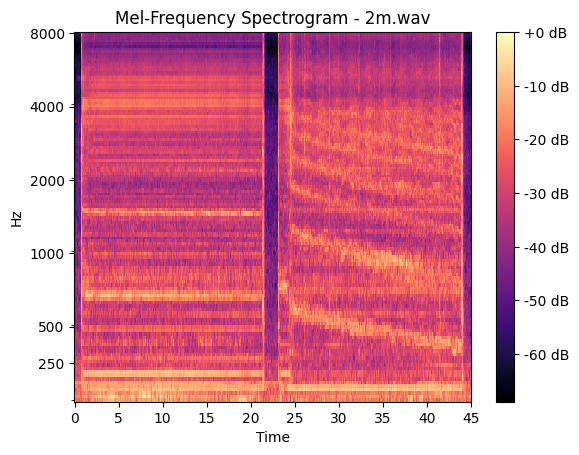 Mel-Frequency Spectrogram - 2m.wav
8000
4000
2000
1000
500
250
Hz
0
5
10
15
20
25
30
35
40
45
Time
+0 dB
-10 dB
-20 dB
-30 dB
-40 dB
-50 dB
-60 dB